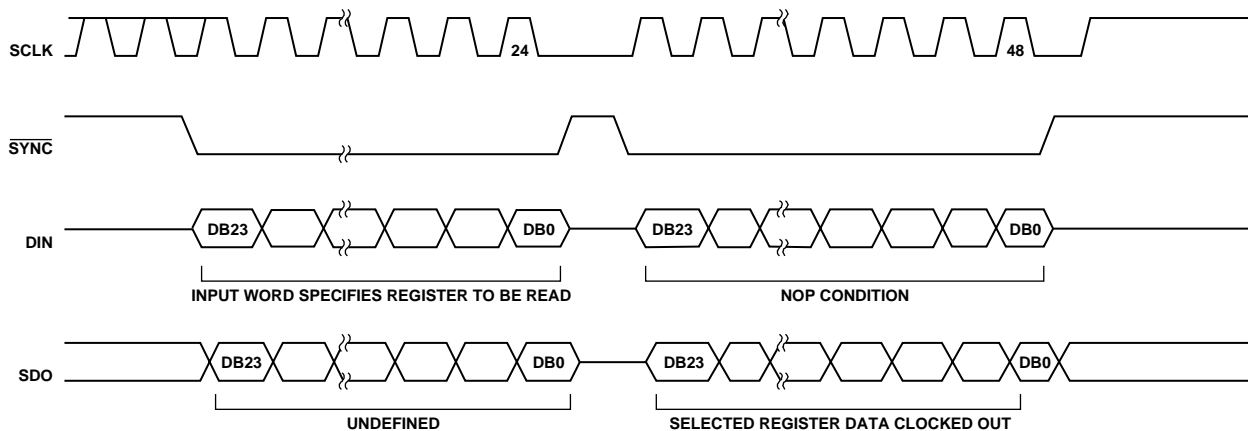 SCLK
24
48
SYNC
DIN
DB23
DB0
DB23
DB0
INPUT WORD SPECIFIES REGISTER TO BE READ
NOP CONDITION
SDO
DB23
DB0
DB23
DB0
UNDEFINED
SELECTED REGISTER DATA CLOCKED OUT